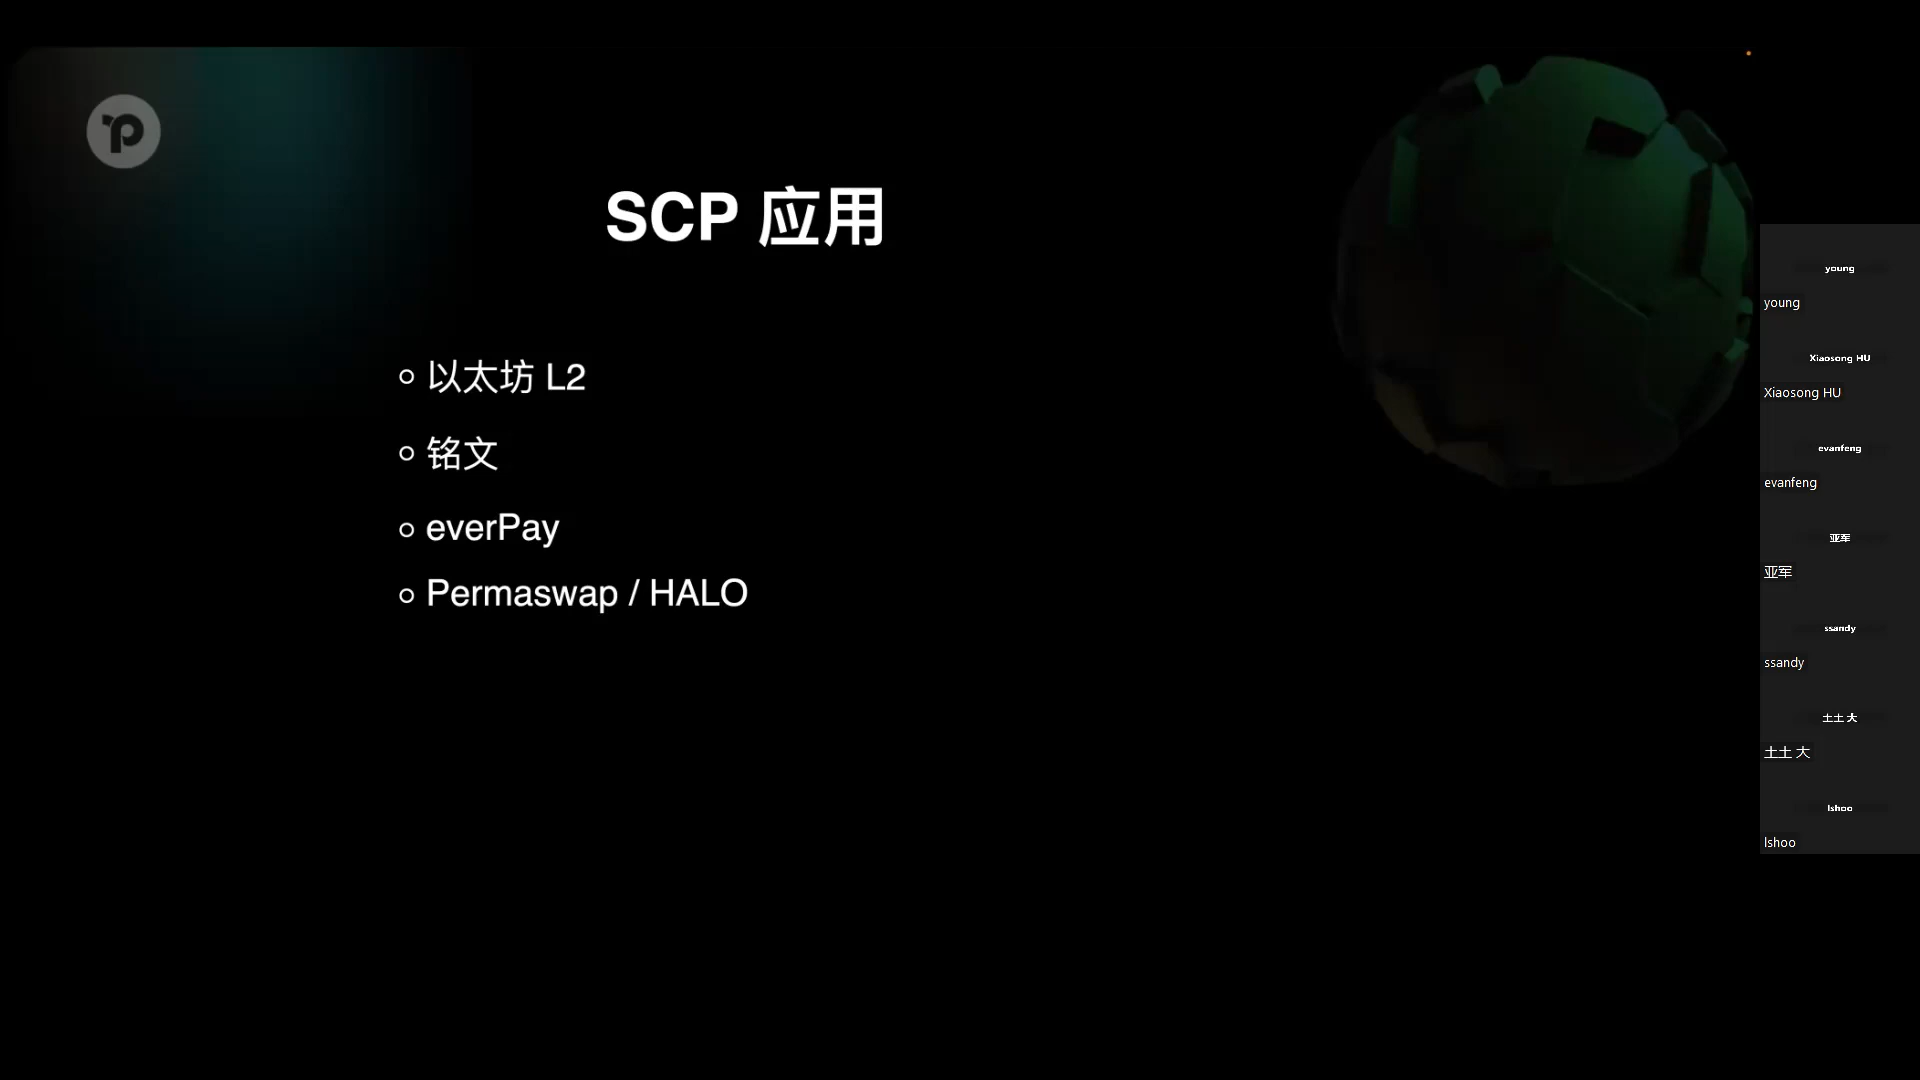 SCP 应用
以太坊 L2
铭文
everPay
Permaswap / HALO
young
young
Xiaosong HU
Xiaosong HU
evanfeng
evanfeng
亚军
亚军
ssandy
ssandy
土土 大
土土 大
lshoo
lshoo